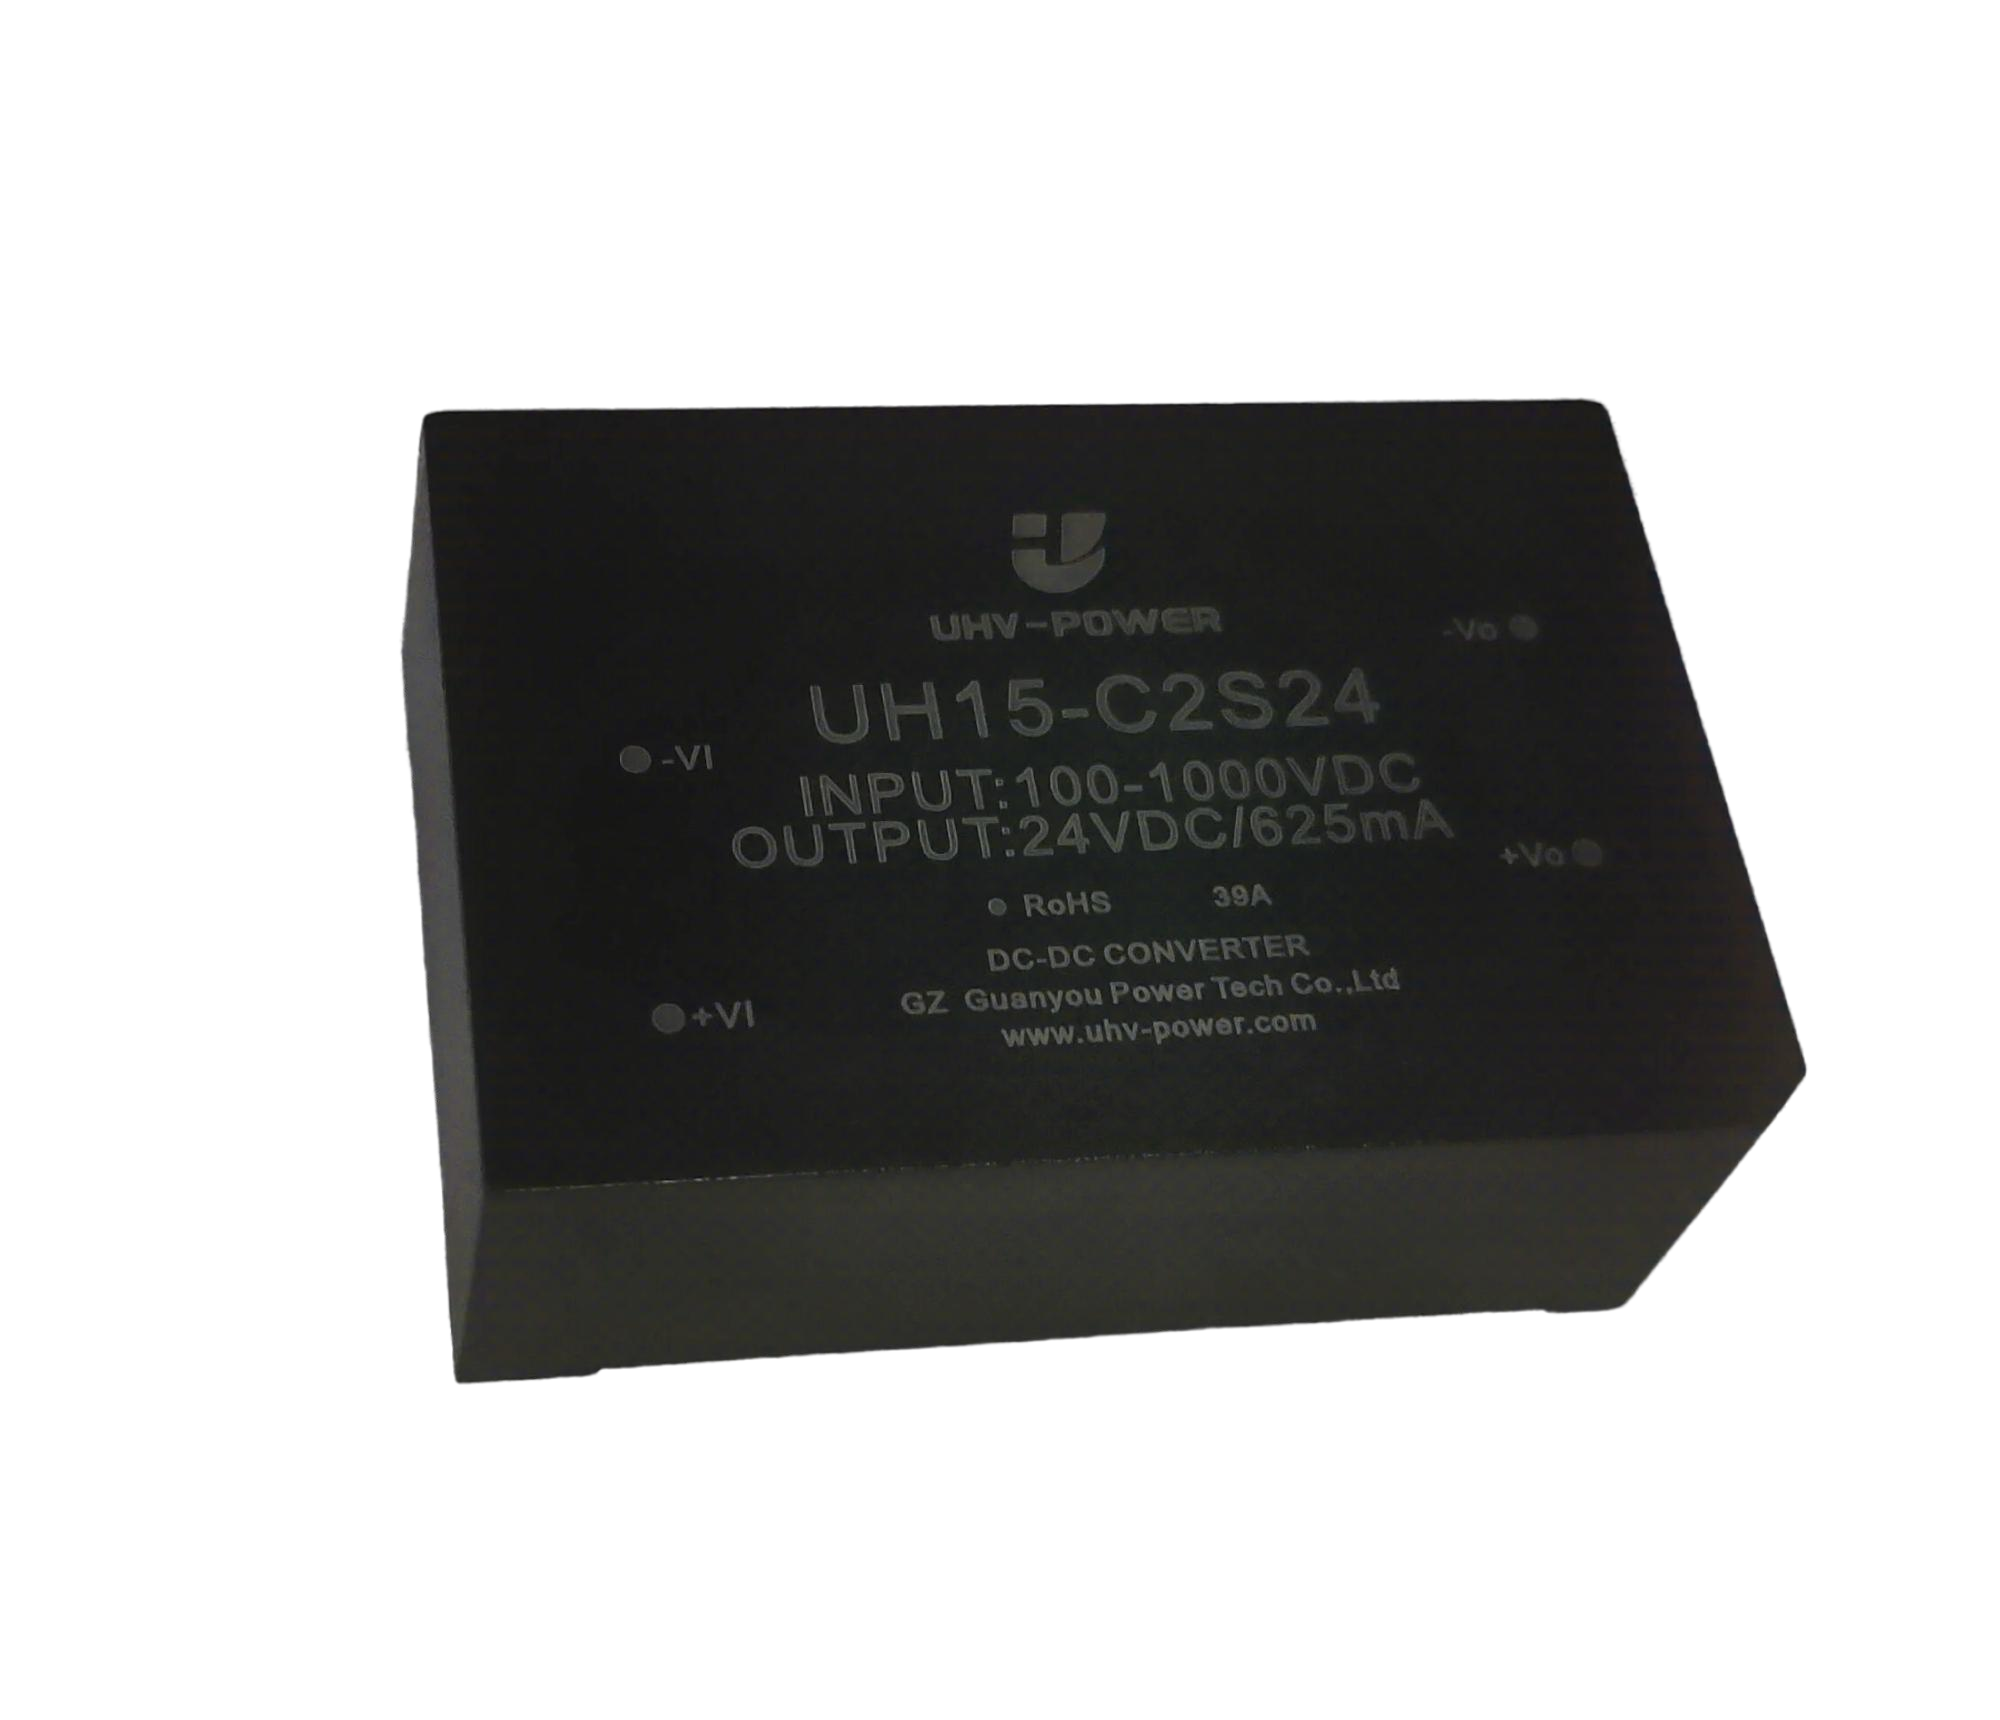 UHV-POWER
-Vo
UH15-C2S24
-VI
INPUT:100-1000VDC
OUTPUT:24VDC/625mA
+Vo
RoHS 39A
DC-DC CONVERTER
GZ Guanyou Power Tech Co.,Ltd
+VI
www.uhv-power.com